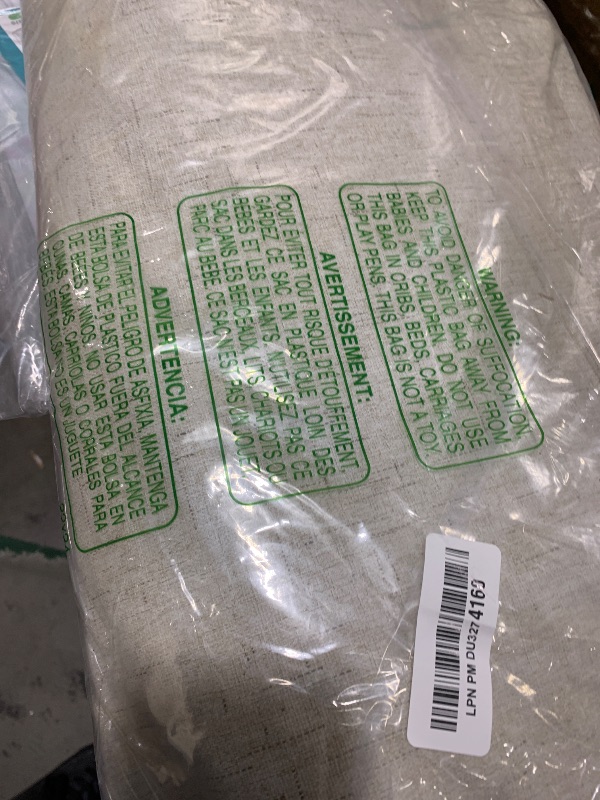 WARNING:
TO AVOID DANGER OF SUFFOCATION,
KEEP THIS PLASTIC BAG AWAY FROM
BABIES AND CHILDREN. DO NOT USE
THIS BAG IN CRIBS, BEDS, CARRIAGES
OR PLAY PENS. THIS BAG IS NOT A TOY.
AVERTISSEMENT:
POUR ÉVITER TOUT RISQUE D'ÉTOUFFEMENT,
GARDEZ CE SAC EN PLASTIQUE LOIN DES
BÉBÉS ET LES ENFANTS. N'UTILISEZ PAS CE
SAC DANS LES BERCEAUX, LITS, CHARIOTS OU
PARC AU BÉBÉ. CE SAC N'EST PAS UN JOUET.
ADVERTENCIA:
PARA EVITAR EL PELIGRO DE ASFIXIA, MANTENGA
ESTA BOLSA DE PLASTICO FUERA DEL ALCANCE
DE BEBES Y NIÑOS. NO USAR ESTA BOLSA EN
CAMAS, CARRIOLAS O CORRALES PARA
BEBES. ESTA BOLSA NO ES UN JUGUETE.
LPN PM DU327 4160